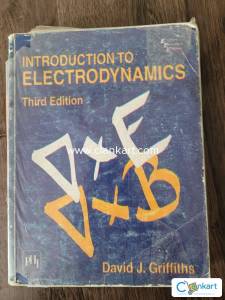 INTRODUCTION TO
ELECTRODYNAMICS
Third Edition
∇×E
∇×B
www.clankart.com
David J. Griffiths
Clankart